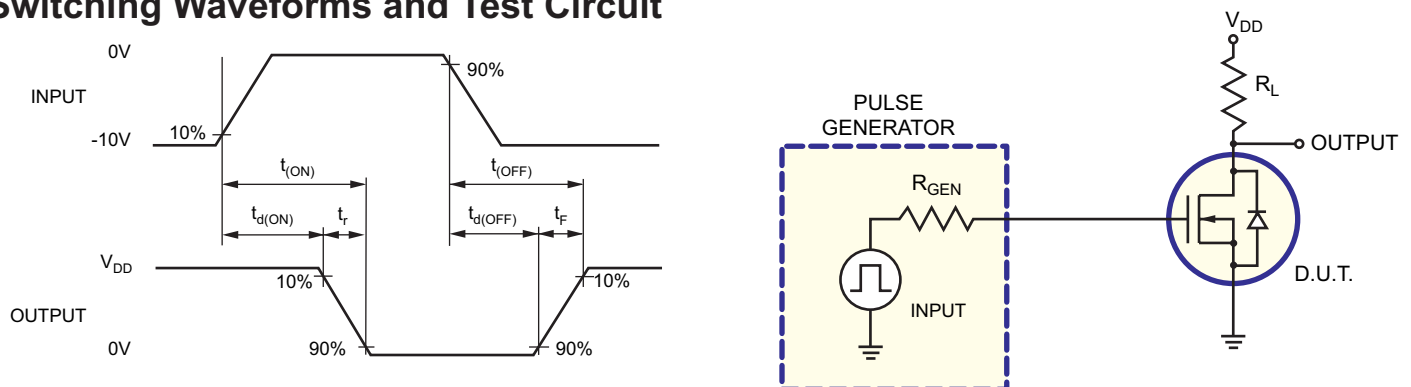 Switching Waveforms and Test Circuit
0V
INPUT
-10V
10%
90%
t(ON)
t(OFF)
td(ON)
tr
td(OFF)
tF
VDD
OUTPUT
0V
10%
10%
90%
90%
PULSE
GENERATOR
RGEN
INPUT
VDD
RL
OUTPUT
D.U.T.